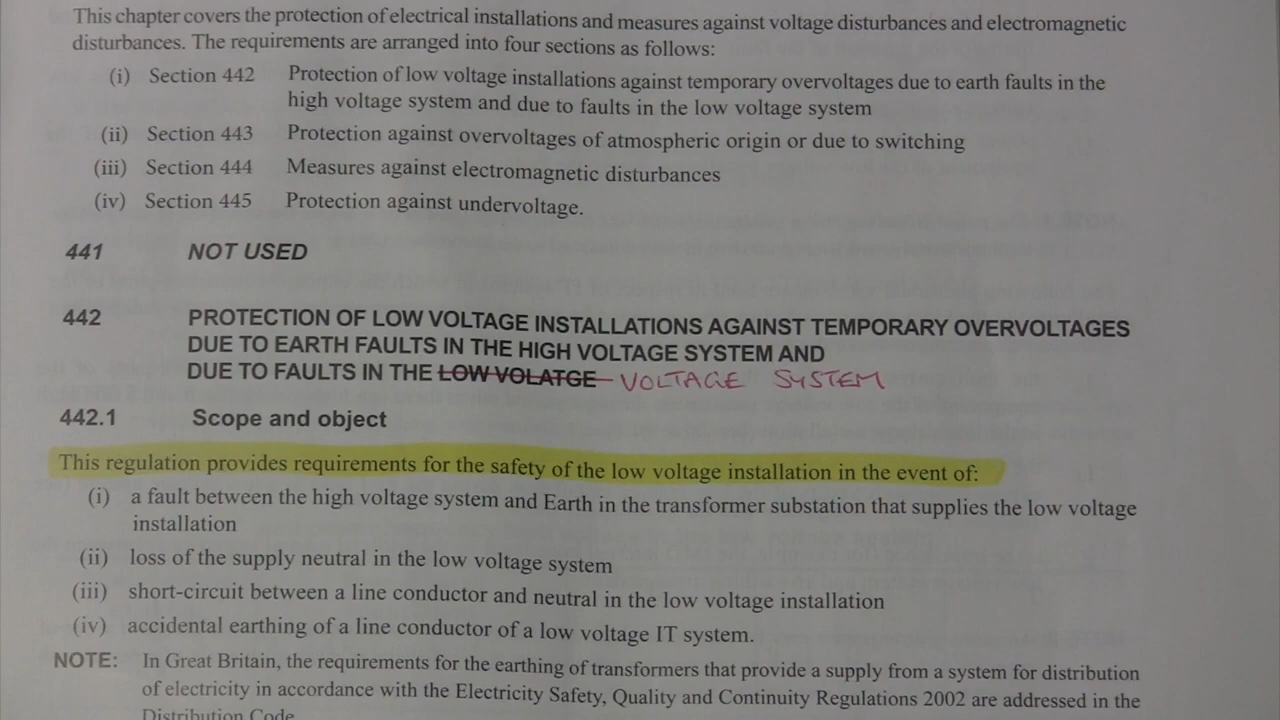 This chapter covers the protection of electrical installations and measures against voltage disturbances and electromagnetic
disturbances. The requirements are arranged into four sections as follows:
(i) Section 442 Protection of low voltage installations against temporary overvoltages due to earth faults in the
high voltage system and due to faults in the low voltage system
(ii) Section 443 Protection against overvoltages of atmospheric origin or due to switching
(iii) Section 444 Measures against electromagnetic disturbances
(iv) Section 445 Protection against undervoltage.
441 NOT USED
442 PROTECTION OF LOW VOLTAGE INSTALLATIONS AGAINST TEMPORARY OVERVOLTAGES
DUE TO EARTH FAULTS IN THE HIGH VOLTAGE SYSTEM AND
DUE TO FAULTS IN THE LOW VOLATGE VOLTAGE SYSTEM
442.1 Scope and object
This regulation provides requirements for the safety of the low voltage installation in the event of:
(i) a fault between the high voltage system and Earth in the transformer substation that supplies the low voltage
installation
(ii) loss of the supply neutral in the low voltage system
(iii) short-circuit between a line conductor and neutral in the low voltage installation
(iv) accidental earthing of a line conductor of a low voltage IT system.
NOTE: In Great Britain, the requirements for the earthing of transformers that provide a supply from a system for distribution
of electricity in accordance with the Electricity Safety, Quality and Continuity Regulations 2002 are addressed in the
Distribution Code